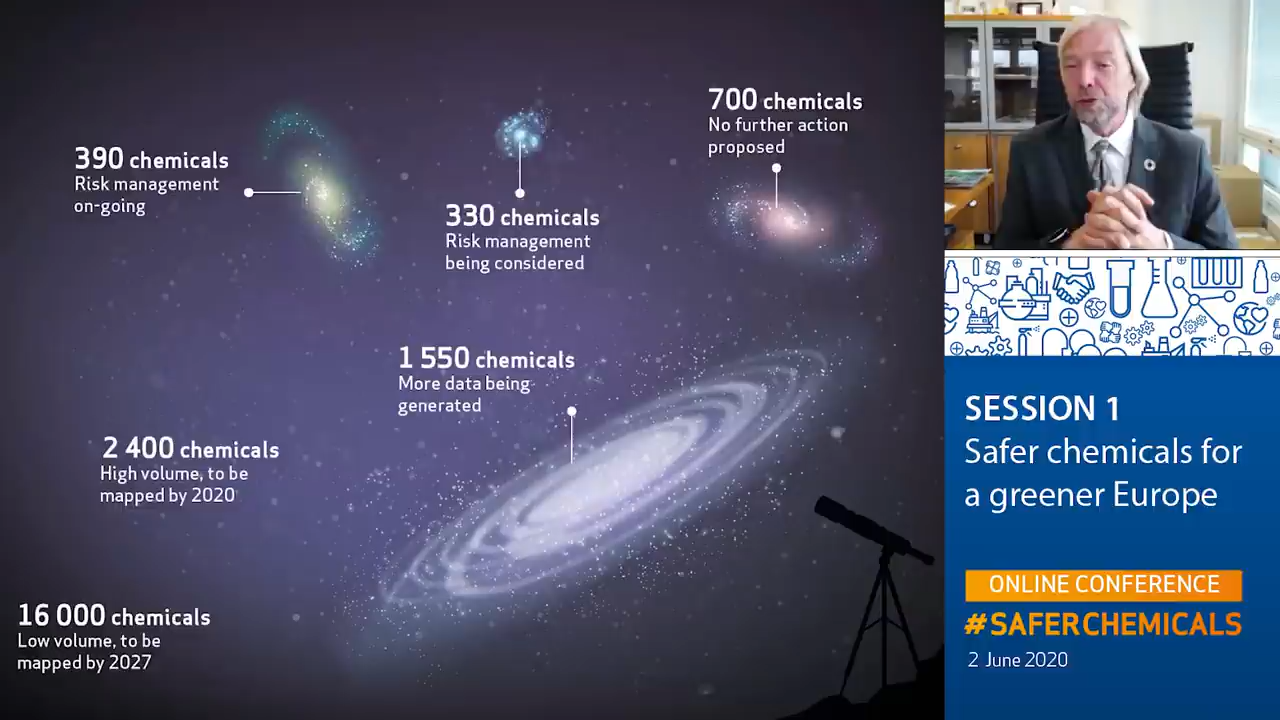 390 chemicals
Risk management
on-going
330 chemicals
Risk management
being considered
700 chemicals
No further action
proposed
1 550 chemicals
More data being
generated
2 400 chemicals
High volume, to be
mapped by 2020
16 000 chemicals
Low volume, to be
mapped by 2027
SESSION 1
Safer chemicals for
a greener Europe
ONLINE CONFERENCE
#SAFERCHEMICALS
2 June 2020